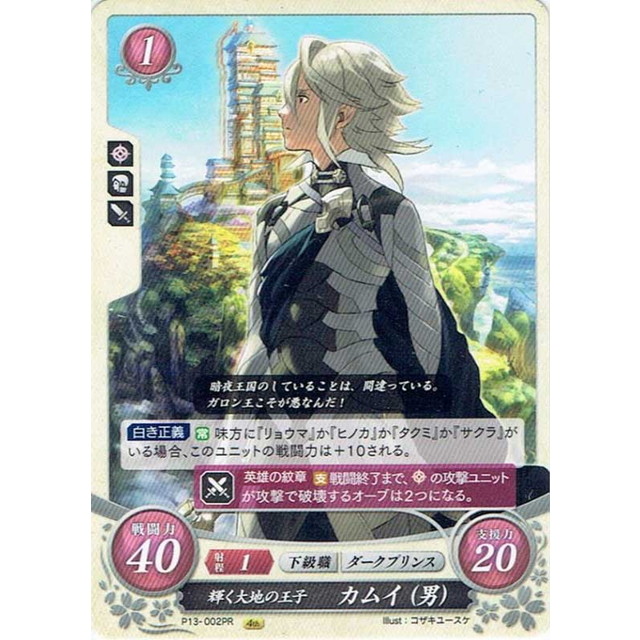 1
暗夜王国のしていることは、間違っている。
ガロン王こそが悪なんだ！
白き正義 常 味方に『リョウマ』か『ヒノカ』か『タクミ』か『サクラ』が
いる場合、このユニットの戦闘力は+10される。
英雄の紋章 支 戦闘終了まで、の攻撃ユニット
が攻撃で破壊するオーブは2つになる。
戦闘力
40
射程 1
下級職 ダークプリンス
支援力
20
輝く大地の王子 カムイ(男)
P13-002PR 4th Illust：コザキユースケ